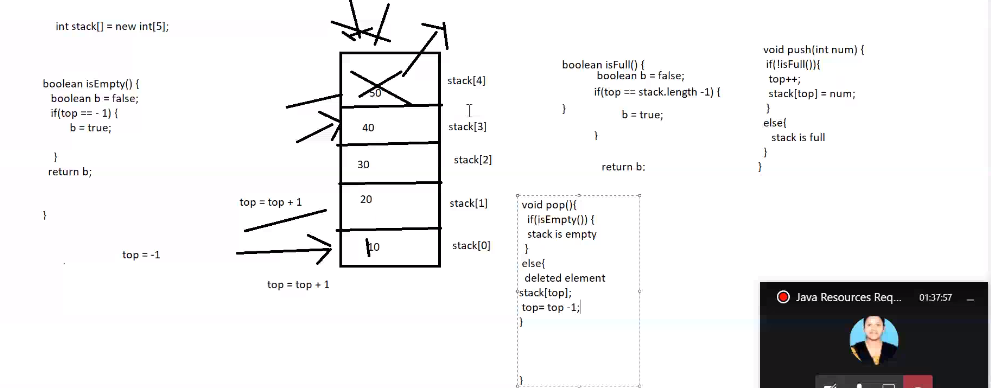 int stack[] = new int[5];
boolean isEmpty() {
boolean b = false;
if(top == - 1) {
b = true;
}
return b;
}
top = top + 1
top = -1
top = top + 1
50
40
30
20
10
stack[4]
stack[3]
stack[2]
stack[1]
stack[0]
boolean isFull() {
boolean b = false;
if(top == stack.length -1) {
}
b = true;
}
return b:
void push(int num) {
if(!isFull()){
top++;
stack[top] = num;
}
else{
stack is full
}
}
void pop(){
if(isEmpty()) {
stack is empty
}
else{
deleted element
stack[top];
top= top -1;
}
}
Java Resources Req...
01:37:57